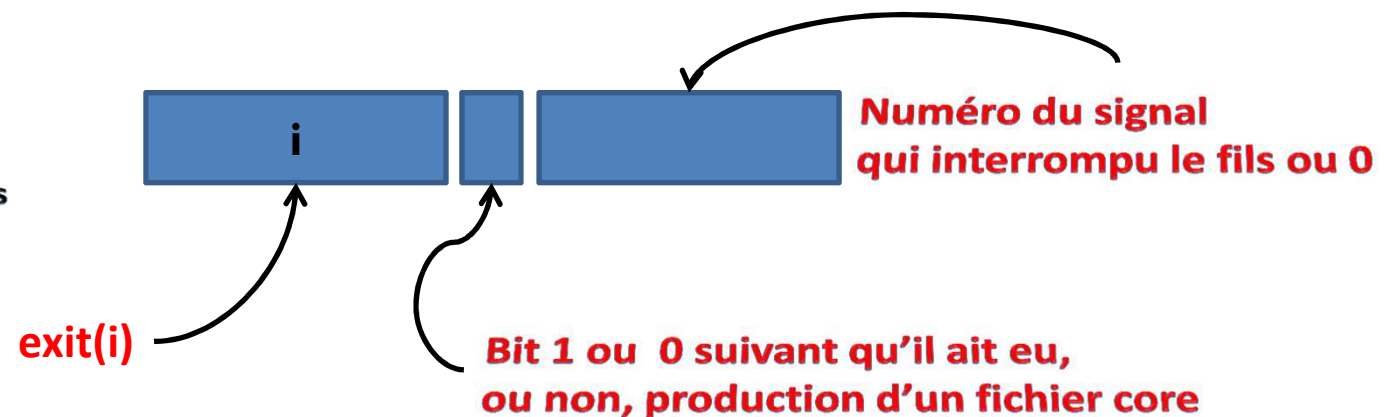 i
Numéro du signal
qui interrompu le fils ou 0
s
exit(i)
Bit 1 ou 0 suivant qu'il ait eu,
ou non, production d'un fichier core